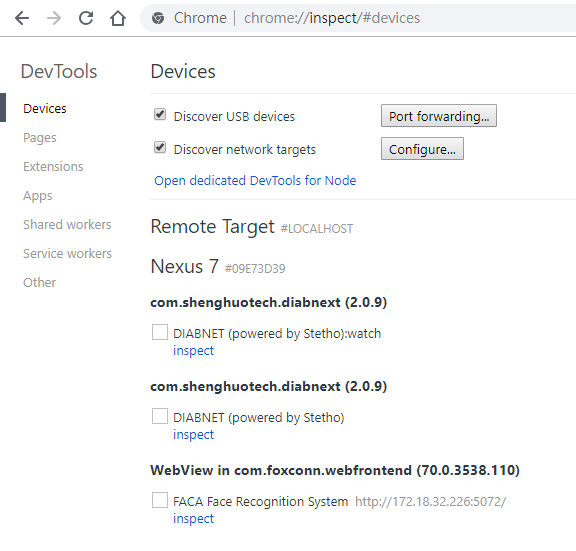 Chrome | chrome://inspect/#devices
DevTools
Devices
Pages
Extensions
Apps
Shared workers
Service workers
Other
Devices
Discover USB devices
Port forwarding...
Discover network targets
Configure...
Open dedicated DevTools for Node
Remote Target #LOCALHOST
Nexus 7 #09E73D39
com.shenghuotech.diabnext (2.0.9)
DIABNET (powered by Stetho):watch
inspect
com.shenghuotech.diabnext (2.0.9)
DIABNET (powered by Stetho)
inspect
WebView in com.foxconn.webfrontend (70.0.3538.110)
FACA Face Recognition System http://172.18.32.226:5072/
inspect